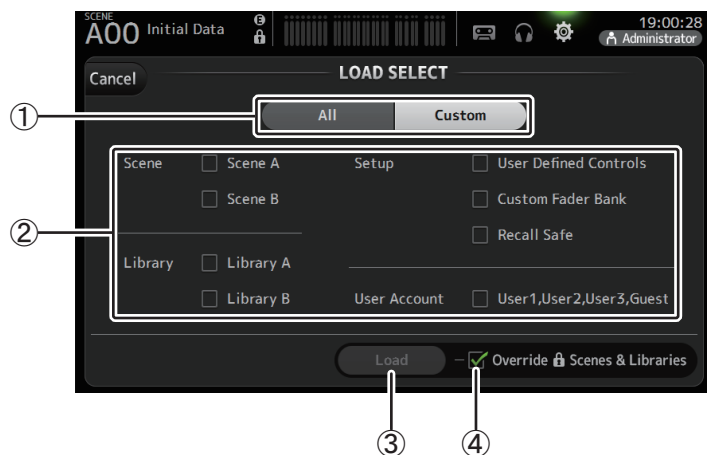 SCENE
A00 Initial Data
E
19:00:28
Administrator
Cancel
LOAD SELECT
① All Custom
②
Scene Scene A
Scene B
Library Library A
Library B
Setup User Defined Controls
Custom Fader Bank
Recall Safe
User Account User1,User2,User3,Guest
Load Override Scenes & Libraries
③ ④